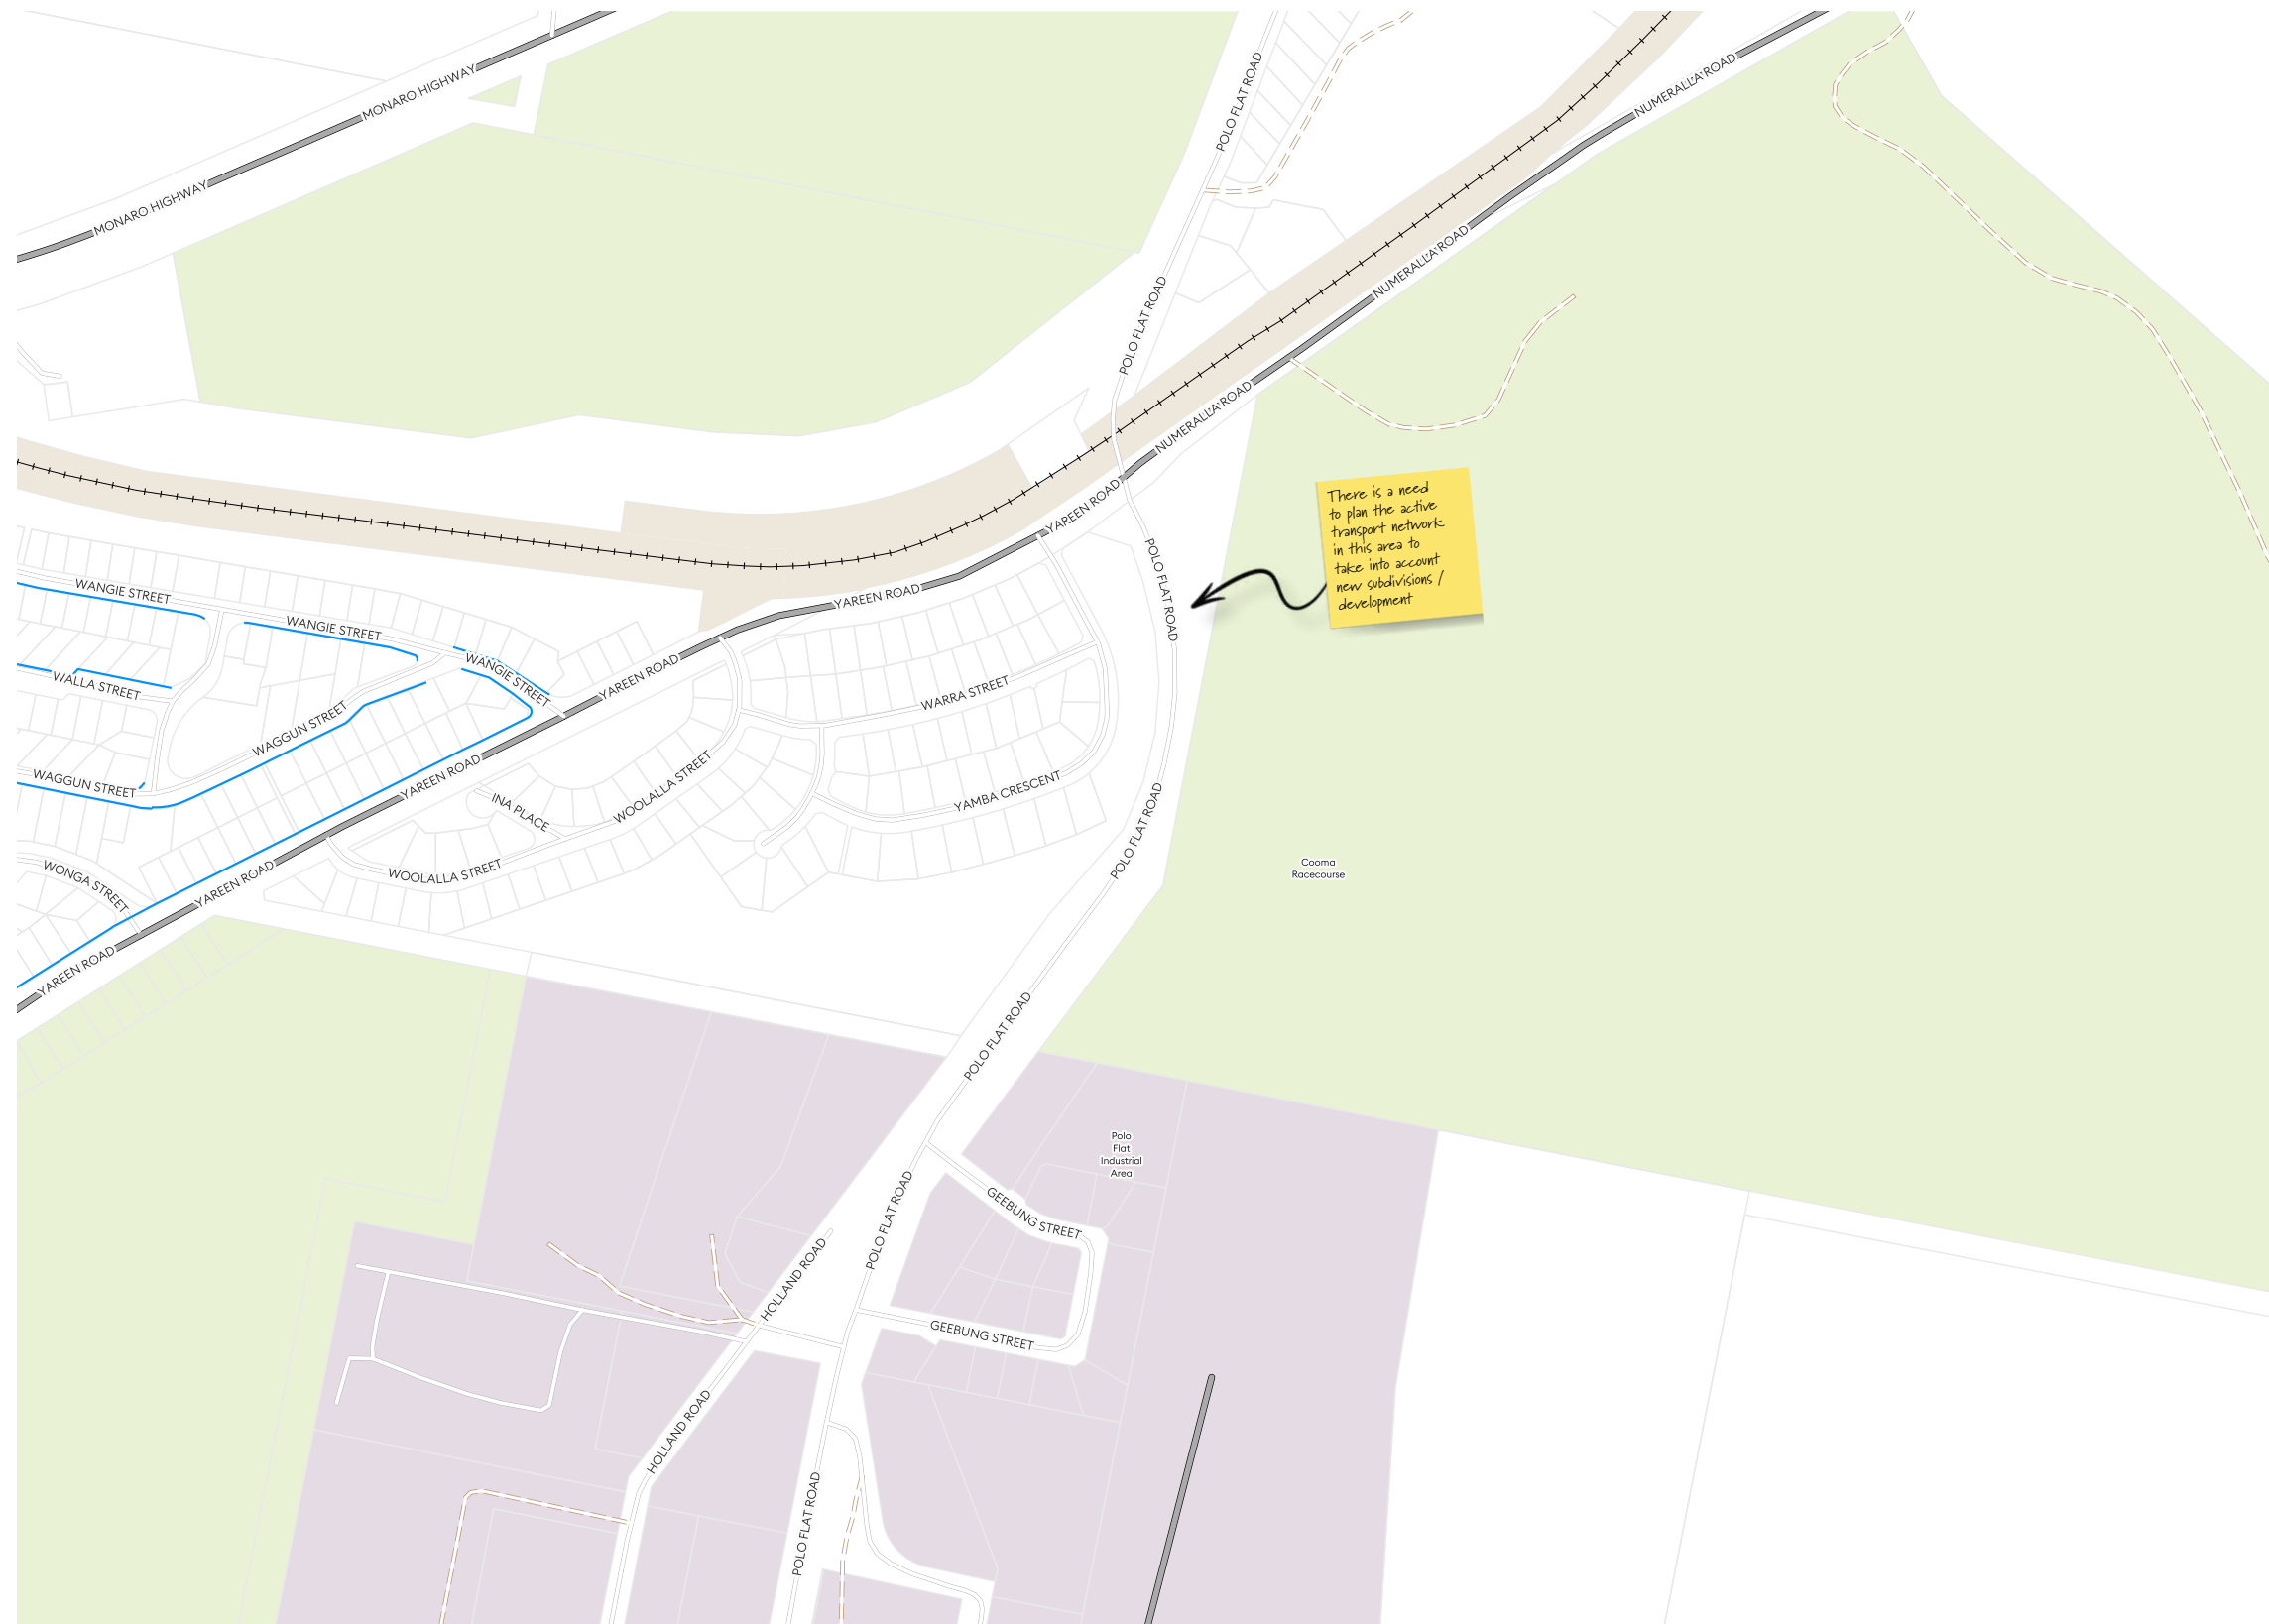 POLO FLAT ROAD
NUMERALLA ROAD
MONARO HIGHWAY
MONARO HIGHWAY
NUMERALLA ROAD
POLO FLAT ROAD
NUMERALLA ROAD
There is a need
to plan the active
transport network
in this area to
take into account
new subdivisions /
development
YAREEN ROAD
POLO FLAT ROAD
WANGIE STREET
YAREEN ROAD
WANGIE STREET
WANGIE STREET
YAREEN ROAD
WALLA STREET
WARRA STREET
WAGGUN STREET
WAGGUN STREET
YAREEN ROAD
INA PLACE
WOOLALLA STREET
YAMBA CRESCENT
POLO FLAT ROAD
WONGA STREET
YAREEN ROAD
WOOLALLA STREET
Cooma
Racecourse
YAREEN ROAD
POLO FLAT ROAD
Polo
Flat
Industrial
Area
POLO FLAT ROAD
GEEBUNG STREET
HOLLAND ROAD
GEEBUNG STREET
HOLLAND ROAD
POLO FLAT ROAD